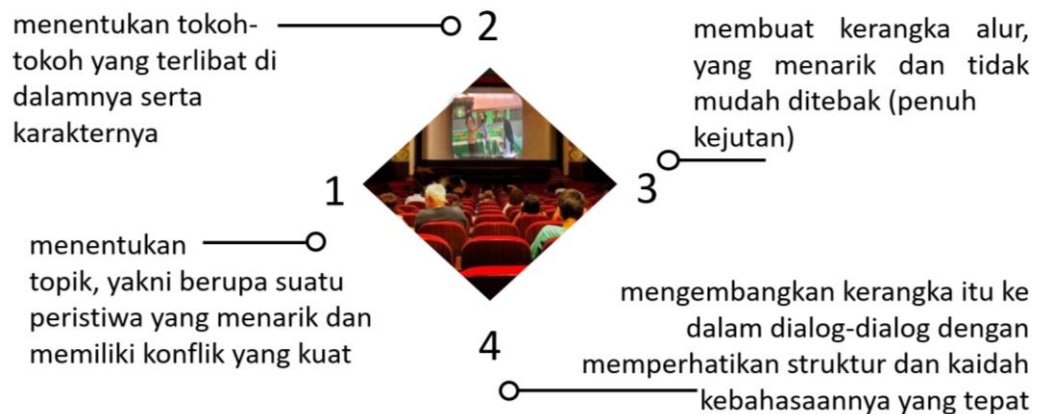 1
menentukan
topik, yakni berupa suatu
peristiwa yang menarik dan
memiliki konflik yang kuat
2
menentukan tokoh-
tokoh yang terlibat di
dalamnya serta
karakternya
3
membuat kerangka alur,
yang menarik dan tidak
mudah ditebak (penuh
kejutan)
4
mengembangkan kerangka itu ke
dalam dialog-dialog dengan
memperhatikan struktur dan kaidah
kebahasaannya yang tepat